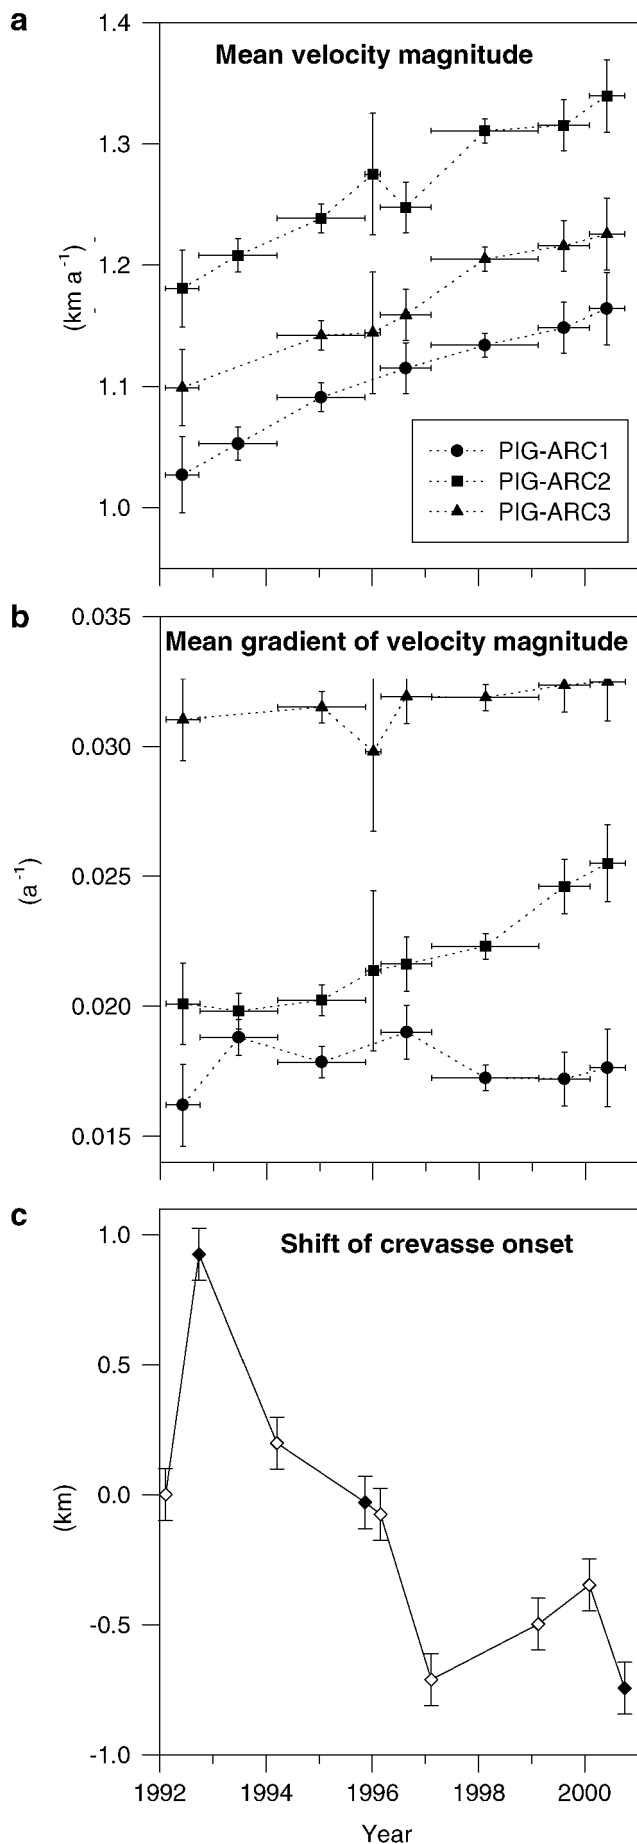 a
Mean velocity magnitude
1.4
1.3
1.2
1.1
1.0
(km a⁻¹)
PIG-ARC1
PIG-ARC2
PIG-ARC3
b
Mean gradient of velocity magnitude
0.035
0.030
0.025
0.020
0.015
(a⁻¹)
c
Shift of crevasse onset
1.0
0.5
0.0
-0.5
-1.0
(km)
1992 1994 1996 1998 2000
Year